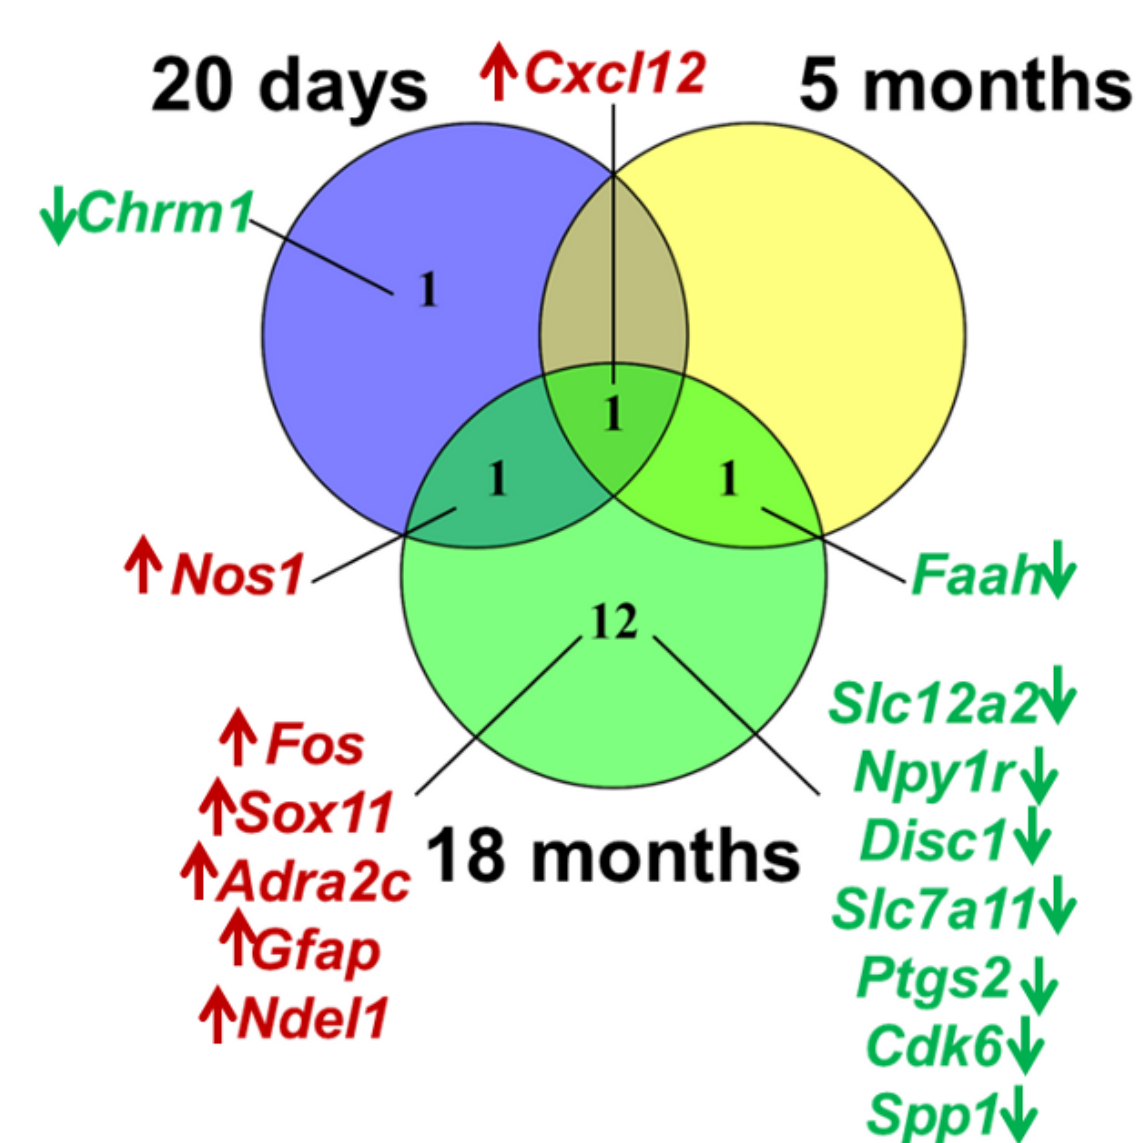 20 days
↑Cxcl12
5 months
↓Chrm1
1
1
1
1
↑Nos1
Faah↓
12
Slc12a2↓
↑Fos
Npy1r↓
↑Sox11
Disc1↓
18 months
↑Adra2c
Slc7a11↓
↑Gfap
Ptgs2↓
↑Ndel1
Cdk6↓
Spp1↓